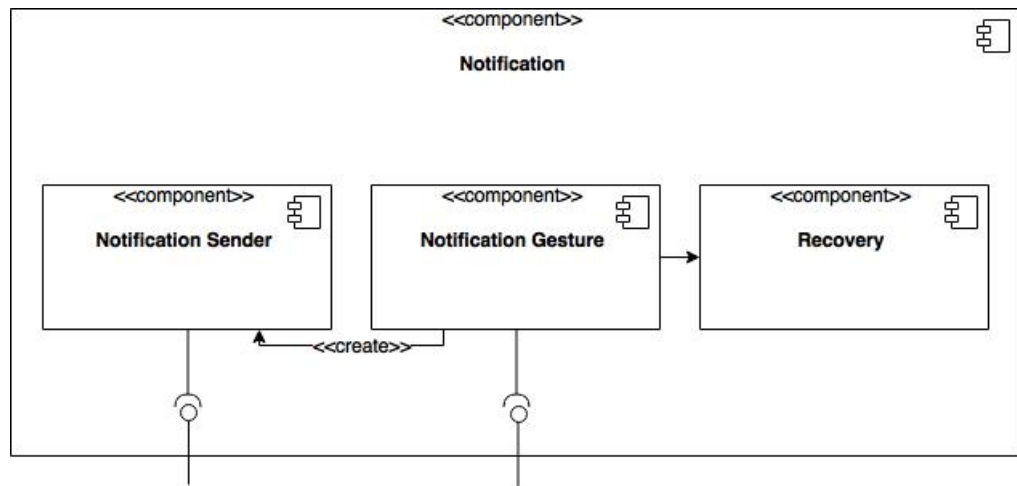 <<component>>
Notification
<<component>>
Notification Sender
<<component>>
Notification Gesture
<<component>>
Recovery
<<create>>